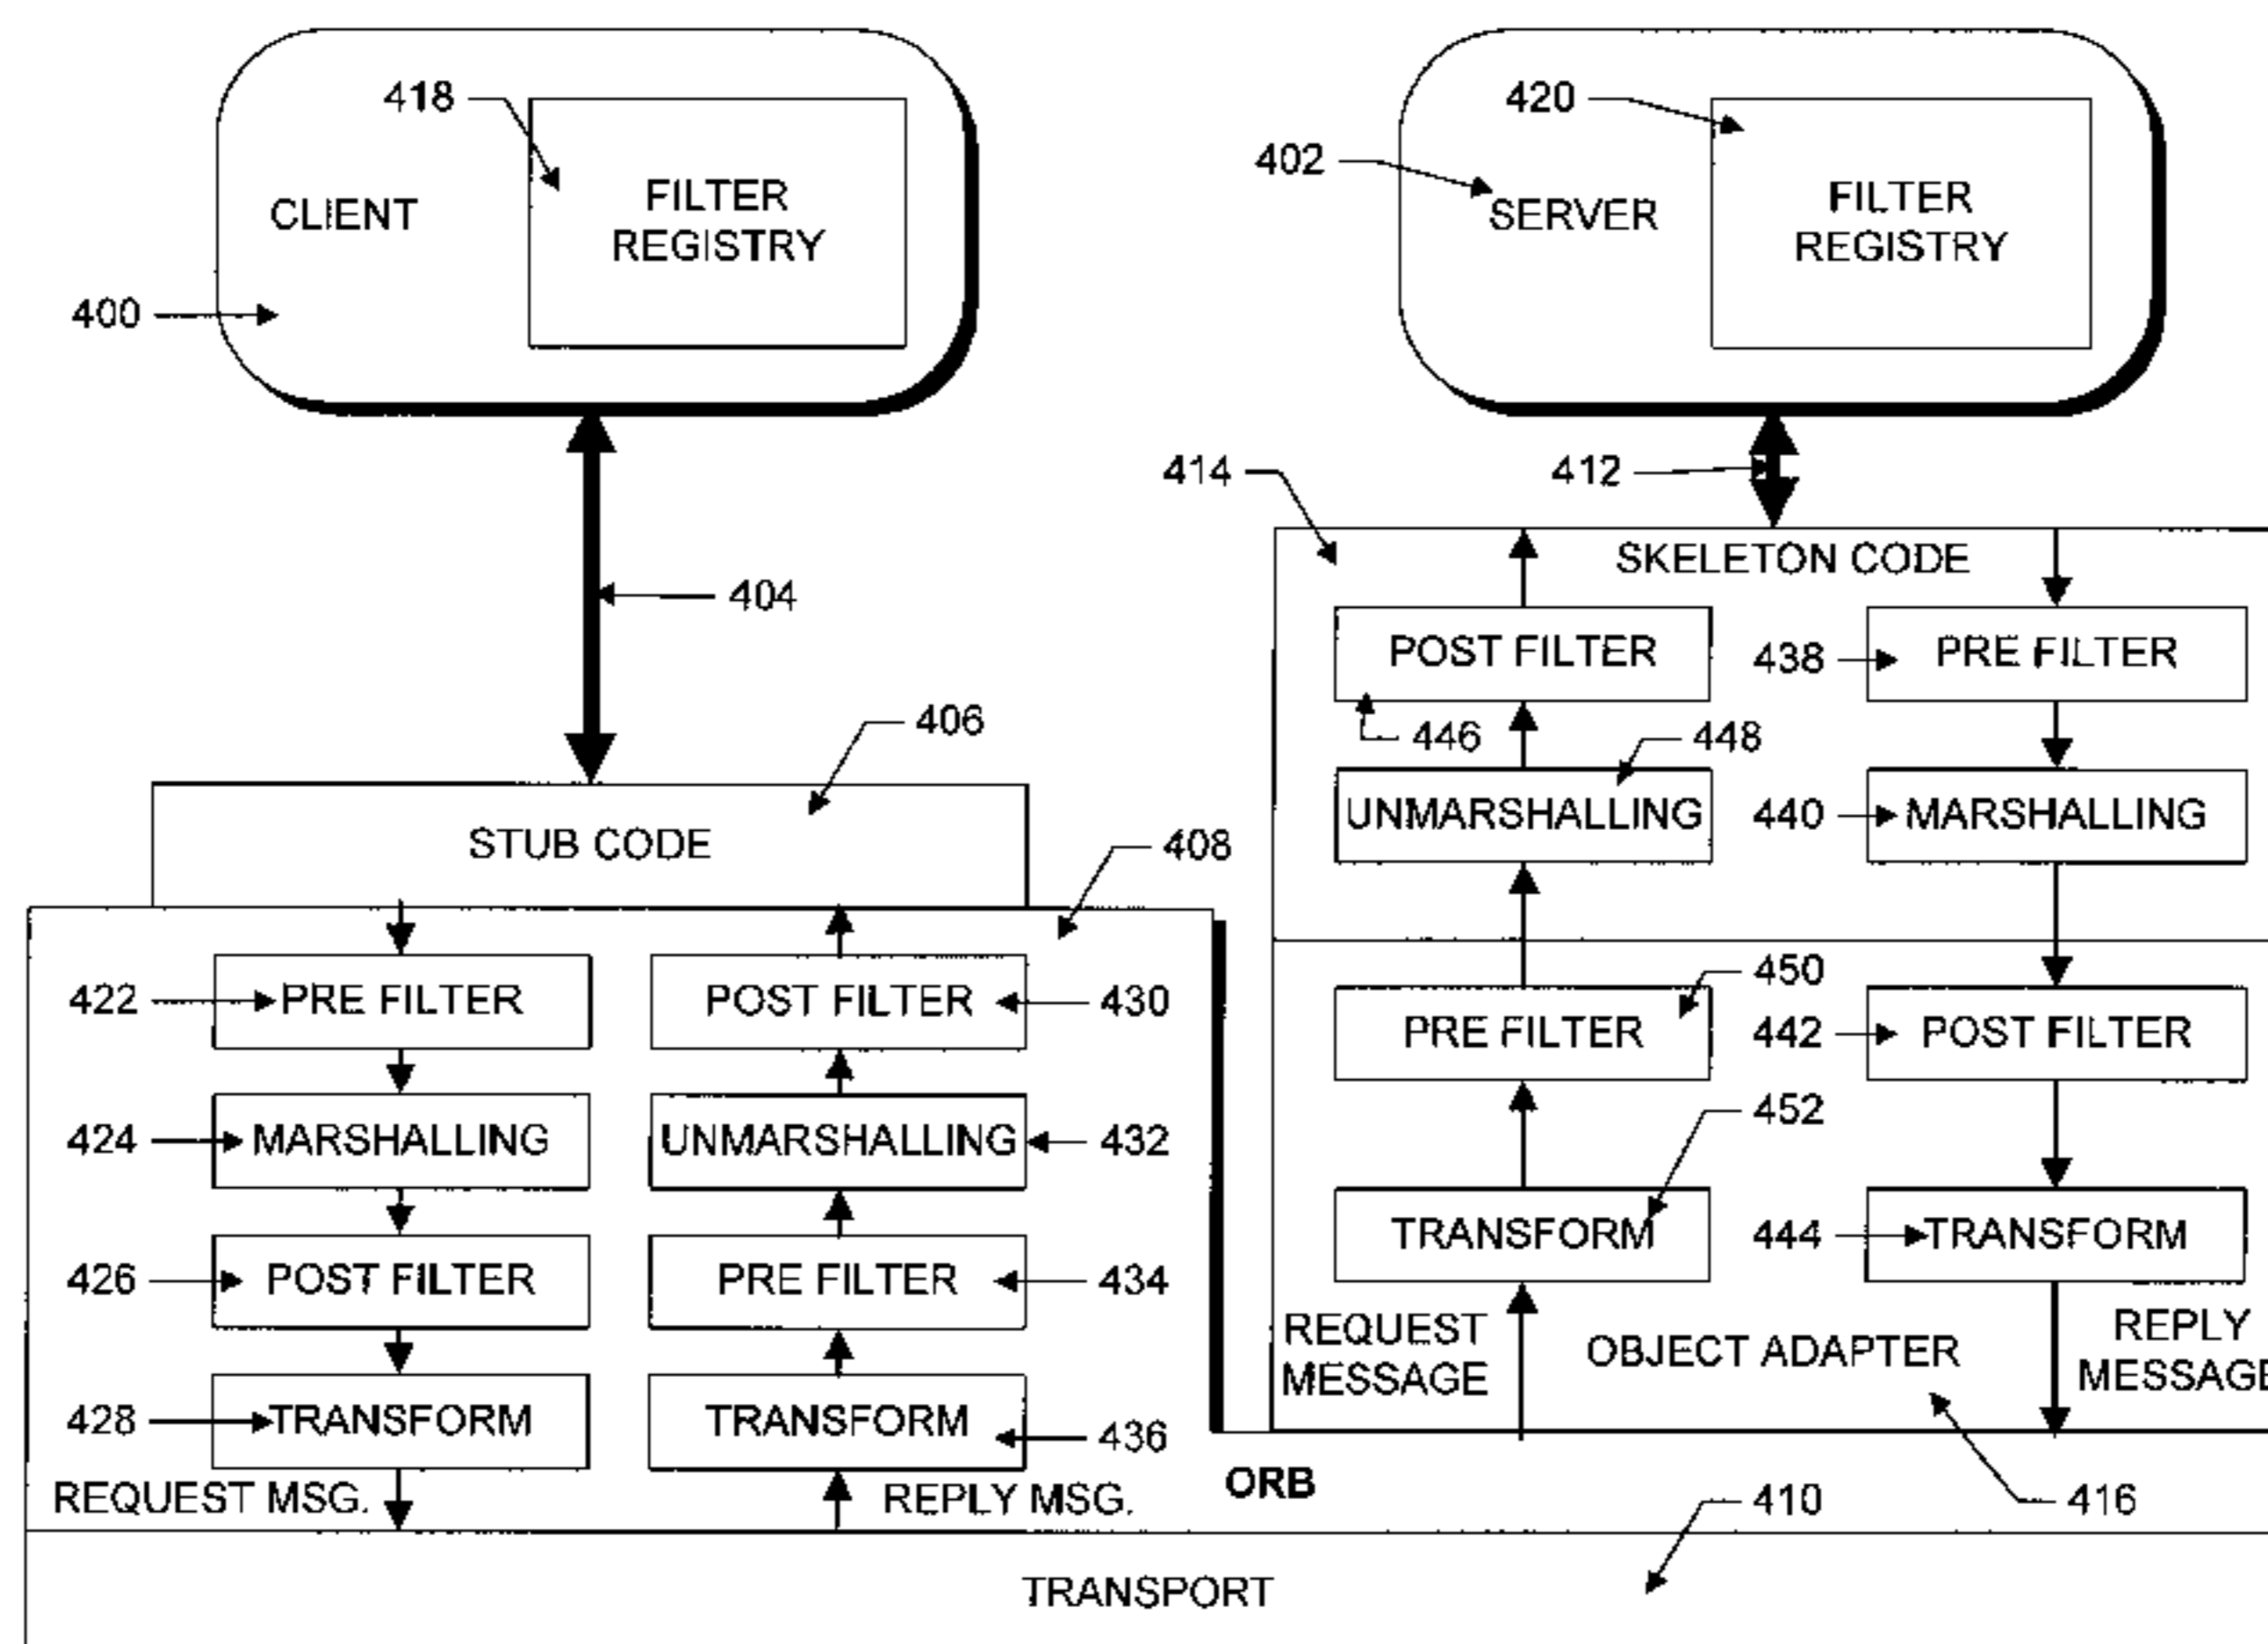 418
420
402
CLIENT
FILTER
REGISTRY
SERVER
FILTER
REGISTRY
400
414
412
SKELETON CODE
404
POST FILTER
438
PRE FILTER
406
446
448
STUB CODE
408
UNMARSHALLING
440
MARSHALLING
422
PRE FILTER
POST FILTER
430
450
PRE FILTER
442
POST FILTER
424
MARSHALLING
UNMARSHALLING
432
452
426
POST FILTER
PRE FILTER
434
TRANSFORM
444
TRANSFORM
REQUEST
MESSAGE
OBJECT ADAPTER
REPLY
MESSAGE
428
TRANSFORM
TRANSFORM
436
REQUEST MSG.
REPLY MSG.
ORB
410
416
TRANSPORT